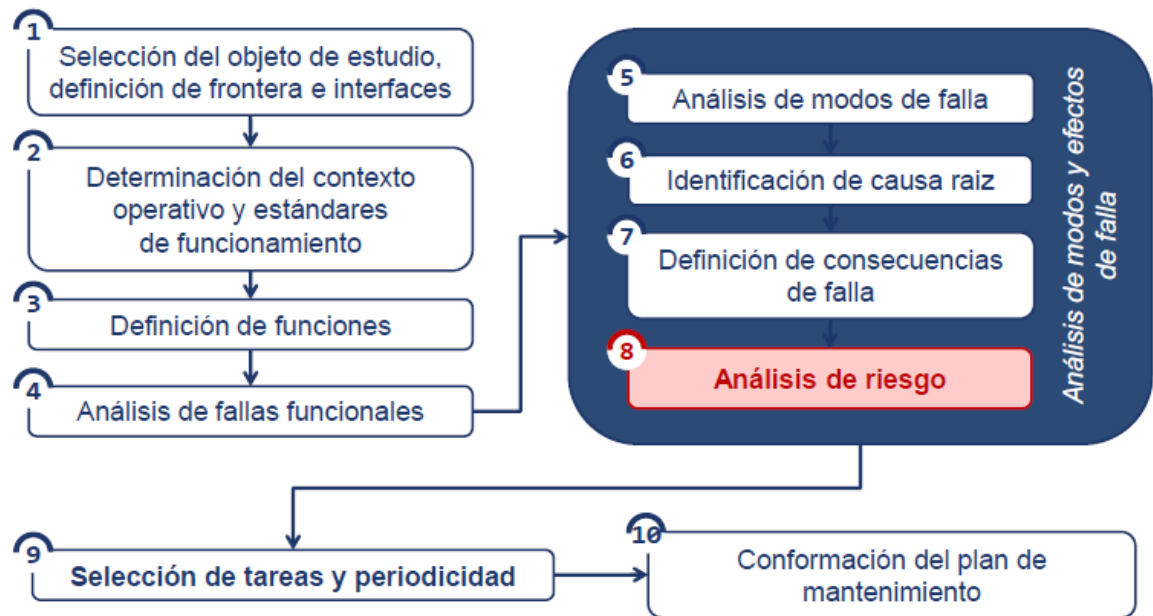 1
Selección del objeto de estudio,
definición de frontera e interfaces
2
Determinación del contexto
operativo y estándares
de funcionamiento
3
Definición de funciones
4
Análisis de fallas funcionales
5
Análisis de modos de falla
6
Identificación de causa raiz
7
Definición de consecuencias
de falla
8
Análisis de riesgo
Análisis de modos y efectos
de falla
9
Selección de tareas y periodicidad
10
Conformación del plan de
mantenimiento